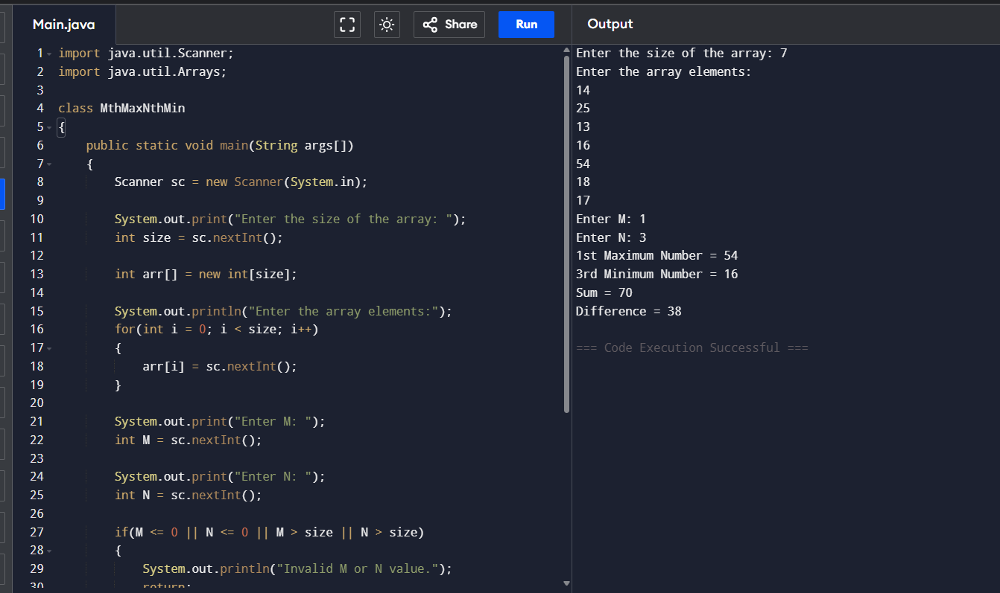 Main.java
Share
Run
Output
1 import java.util.Scanner;
2 import java.util.Arrays;
3
4 class MthMaxNthMin
5 {
6 public static void main(String args[])
7 {
8 Scanner sc = new Scanner(System.in);
9
10 System.out.print("Enter the size of the array: ");
11 int size = sc.nextInt();
12
13 int arr[] = new int[size];
14
15 System.out.println("Enter the array elements:");
16 for(int i = 0; i < size; i++)
17 {
18 arr[i] = sc.nextInt();
19 }
20
21 System.out.print("Enter M: ");
22 int M = sc.nextInt();
23
24 System.out.print("Enter N: ");
25 int N = sc.nextInt();
26
27 if(M <= 0 || N <= 0 || M > size || N > size)
28 {
29 System.out.println("Invalid M or N value.");
30 return;
Enter the size of the array: 7
Enter the array elements:
14
25
13
16
54
18
17
Enter M: 1
Enter N: 3
1st Maximum Number = 54
3rd Minimum Number = 16
Sum = 70
Difference = 38
=== Code Execution Successful ===